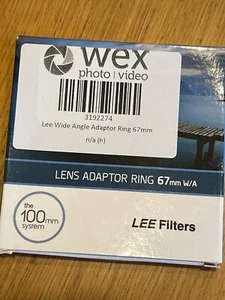 wex
photo | video
3192274
Lee Wide Angle Adaptor Ring 67mm
n/a (h)
LENS ADAPTOR RING 67mm W/A
the
100mm
system
LEE Filters